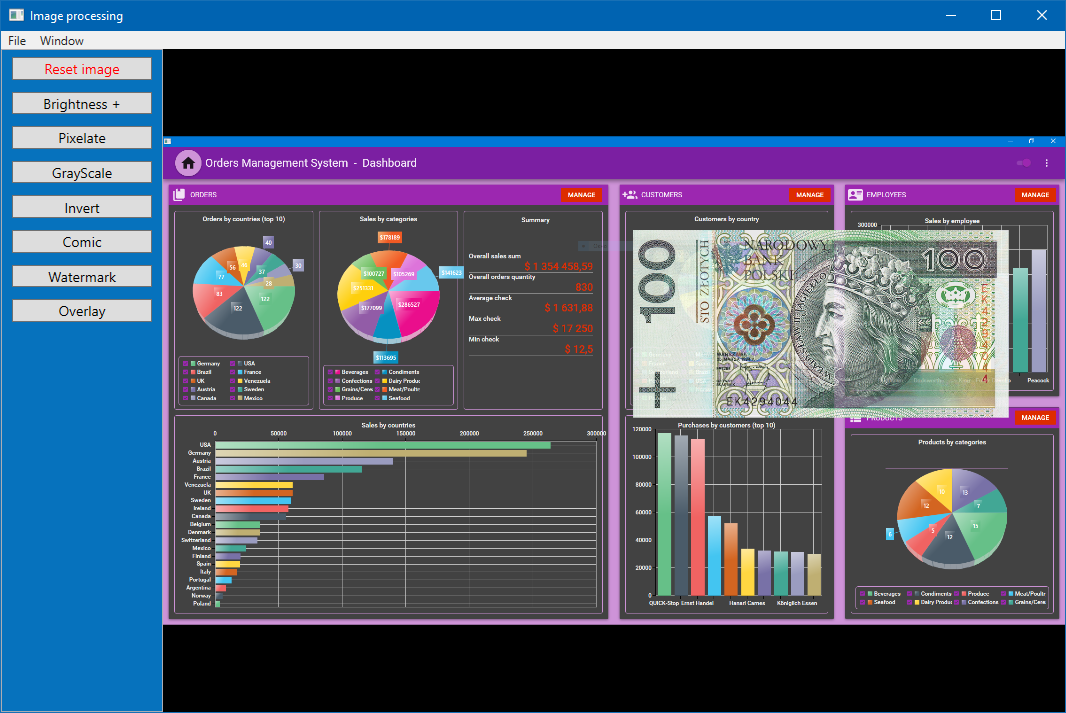 Image processing
File Window
Reset image
Brightness +
Pixelate
GrayScale
Invert
Comic
Watermark
Overlay
Orders Management System - Dashboard
ORDERS
MANAGE
Orders by countries (top 10)
40
30
37
28
122
122
83
77
56
Germany
USA
Brazil
France
UK
Venezuela
Austria
Sweden
Canada
Mexico
Sales by categories
$178189
$141623
$105269
$100727
$286527
$177099
$113695
Beverages
Condiments
Confections
Dairy Produc
Grains/Ceres
Meat/Poultr
Produce
Seafood
Summary
Overall sales sum
$ 1 354 458,59
Overall orders quantity
830
Average check
$ 1 631,88
Max check
$ 17 250
Min check
$ 12,5
Sales by countries
0 50000 100000 150000 200000 250000 300000
USA
Germany
Austria
Brazil
France
Venezuela
UK
Sweden
Ireland
Canada
Belgium
Denmark
Switzerland
Mexico
Finland
Spain
Italy
Portugal
Argentina
Norway
Poland
CUSTOMERS
MANAGE
Customers by country
100
STO ZŁOTYCH
NARODOWY
BANK
POLSKI
100
EK4294044
Purchases by customers (top 10)
120000
100000
80000
60000
40000
20000
0
QUICK-Stop Ernst Handel Hanari Carnes Königlich Essen
EMPLOYEES
MANAGE
Sales by employee
300000
Peacock
PRODUCTS
MANAGE
Products by categories
13
7
15
12
5
5
12
10
Beverages
Condiments
Produce
Meat/Poultr
Seafood
Dairy Produc
Confections
Grains/Ceres